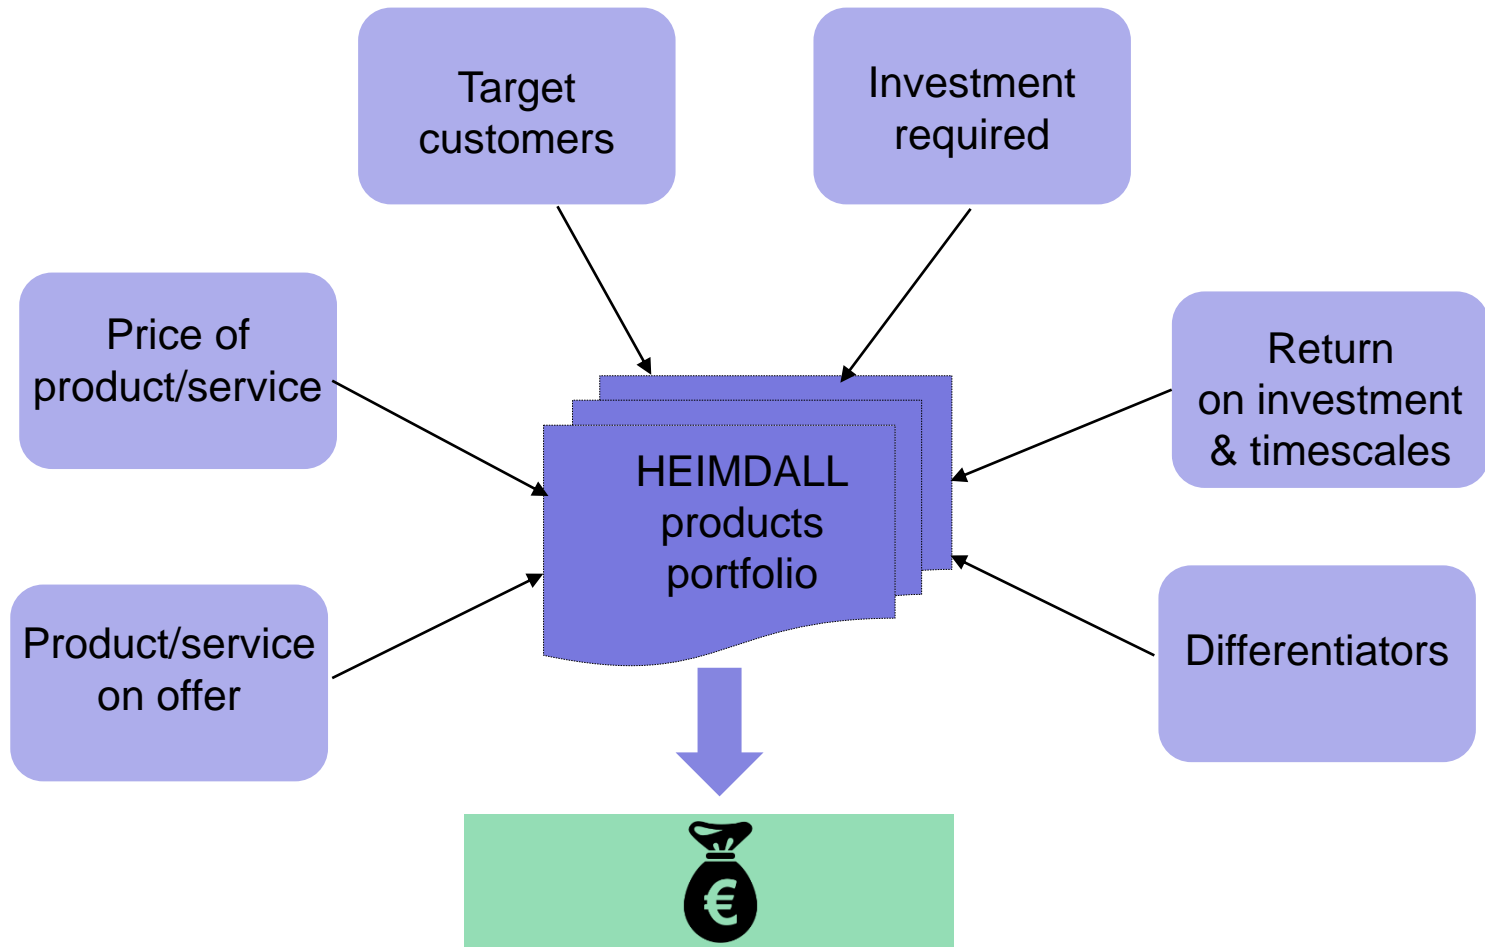 Target
customers
Investment
required
Price of
product/service
Return
on investment
& timescales
HEIMDALL
products
portfolio
Product/service
on offer
Differentiators
€